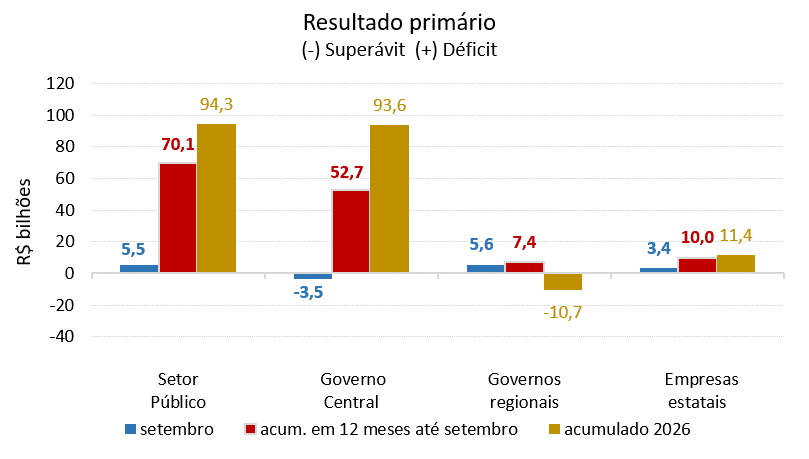 Resultado primário
(-) Superávit (+) Déficit
R$ bilhões
120
100
80
60
40
20
0
-20
-40
5,5
70,1
94,3
-3,5
52,7
93,6
5,6
7,4
-10,7
3,4
10,0
11,4
Setor
Público
Governo
Central
Governos
regionais
Empresas
estatais
setembro
acum. em 12 meses até setembro
acumulado 2026